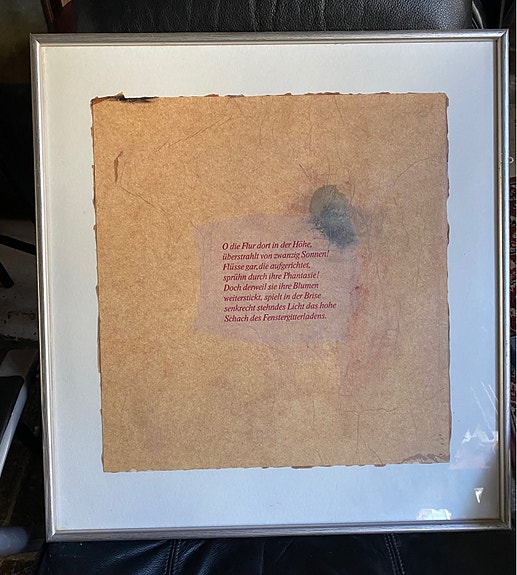 O die Flur dort in der Höhe,
überstrahlt von zwanzig Sonnen!
Flüsse gar, die aufgerichtet,
sprühn durch ihre Phantasie!
Doch derweil sie ihre Blumen
weiterstickt, spielt in der Brise
senkrecht stehndes Licht das hohe
Schach des Fenstergitterladens.